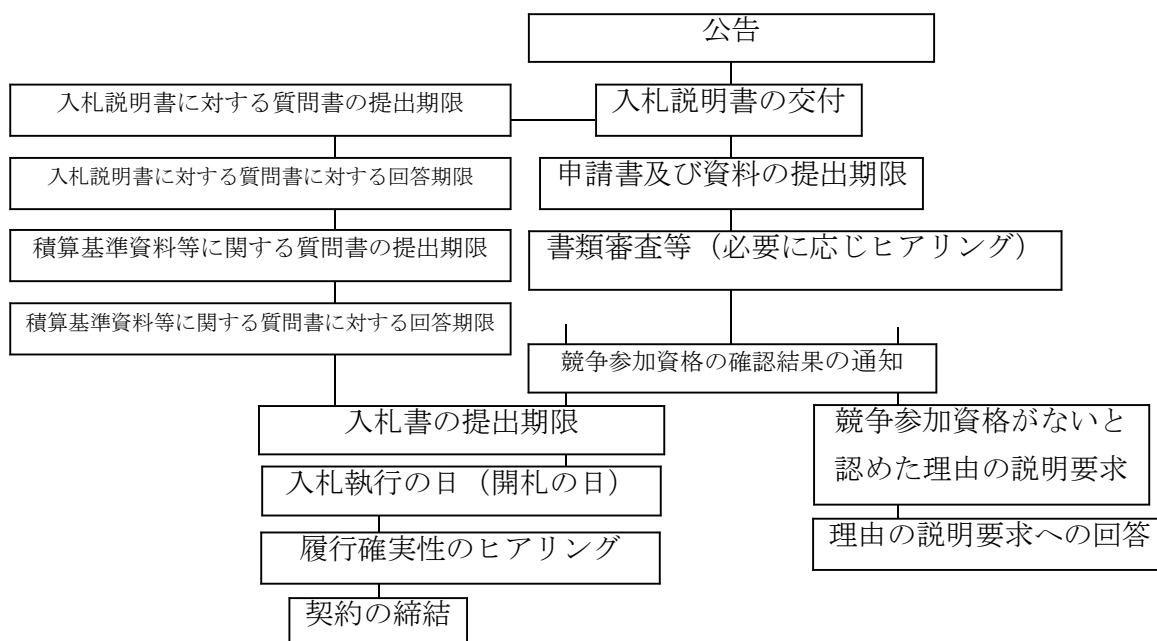 公告
入札説明書に対する質問書の提出期限
入札説明書の交付
入札説明書に対する質問書に対する回答期限
申請書及び資料の提出期限
積算基準資料等に関する質問書の提出期限
書類審査等（必要に応じヒアリング）
積算基準資料等に関する質問書に対する回答期限
競争参加資格の確認結果の通知
入札書の提出期限
競争参加資格がないと
認めた理由の説明要求
入札執行の日（開札の日）
理由の説明要求への回答
履行確実性のヒアリング
契約の締結